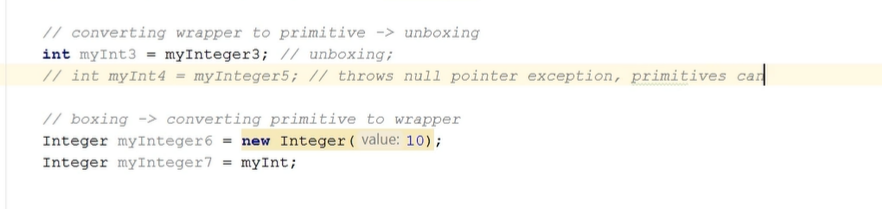 // converting wrapper to primitive -> unboxing
int myInt3 = myInteger3; // unboxing;
// int myInt4 = myInteger5; // throws null pointer exception, primitives can
// boxing -> converting primitive to wrapper
Integer myInteger6 = new Integer( value: 10);
Integer myInteger7 = myInt;